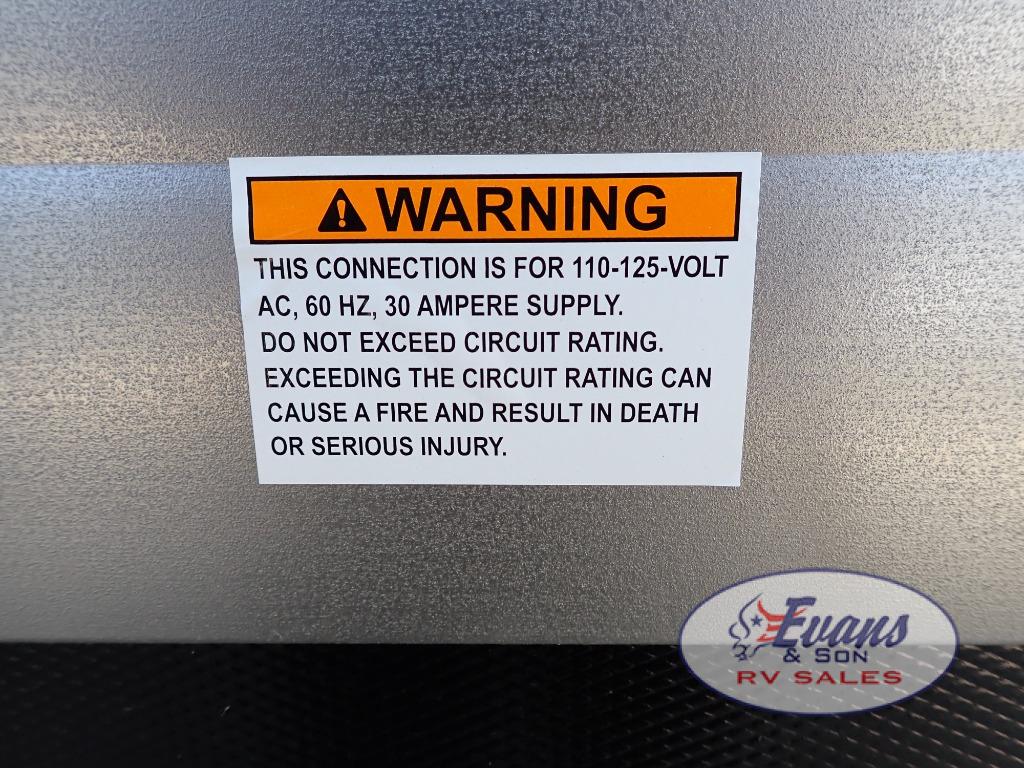 WARNING
THIS CONNECTION IS FOR 110-125-VOLT
AC, 60 HZ, 30 AMPERE SUPPLY.
DO NOT EXCEED CIRCUIT RATING.
EXCEEDING THE CIRCUIT RATING CAN
CAUSE A FIRE AND RESULT IN DEATH
OR SERIOUS INJURY.
Evans
& SON
RV SALES